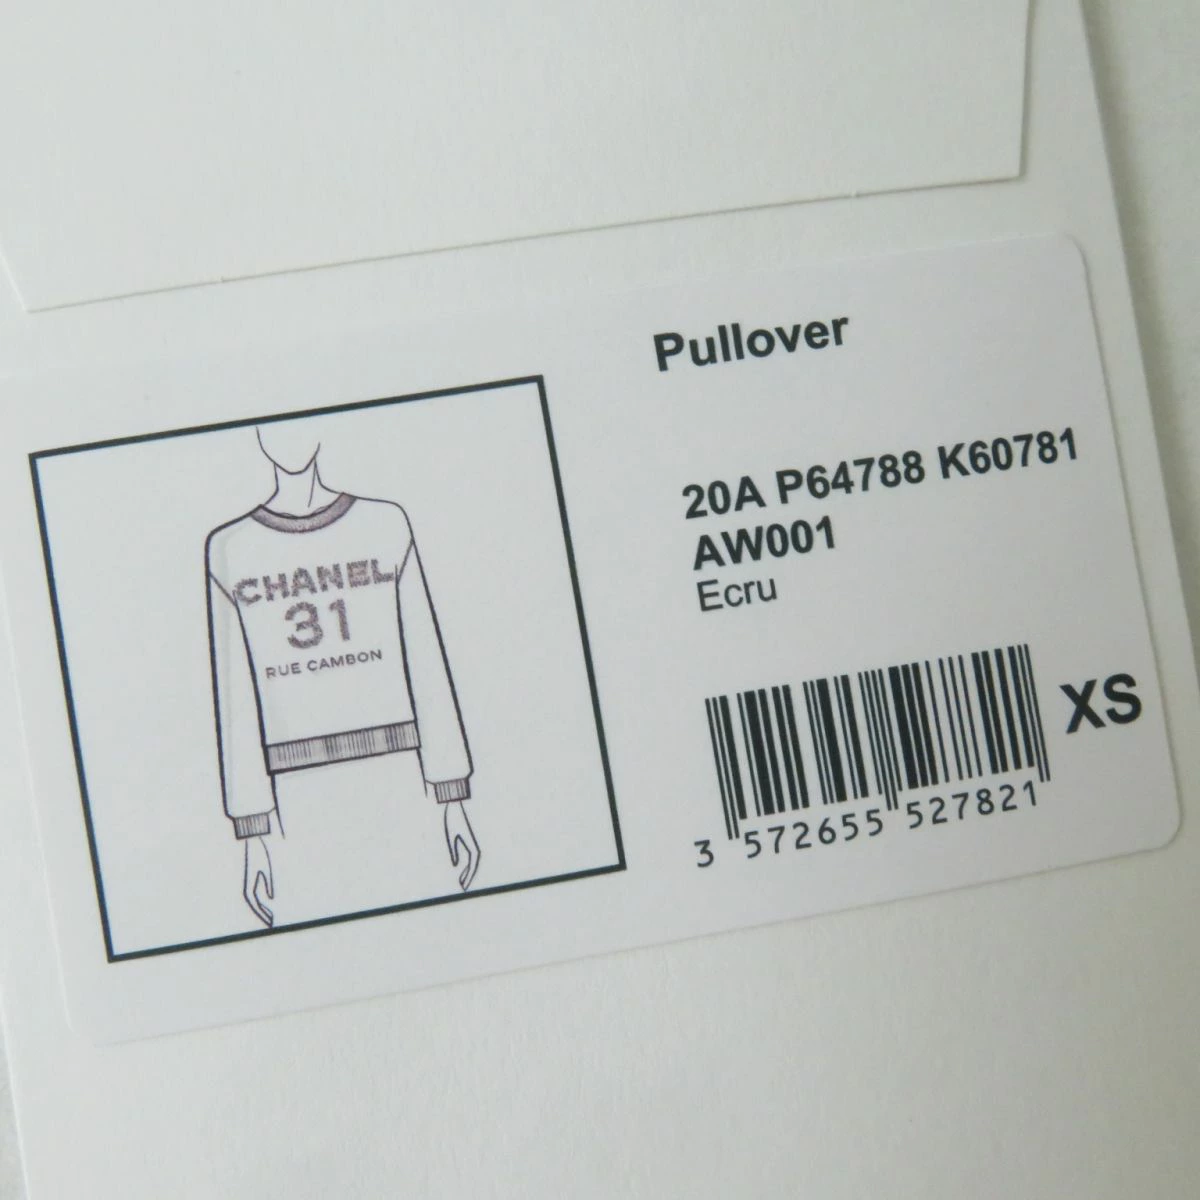 Pullover
20A P64788 K60781
AW001
Ecru
CHANEL
31
RUE CAMBON
XS
3 572655 527821